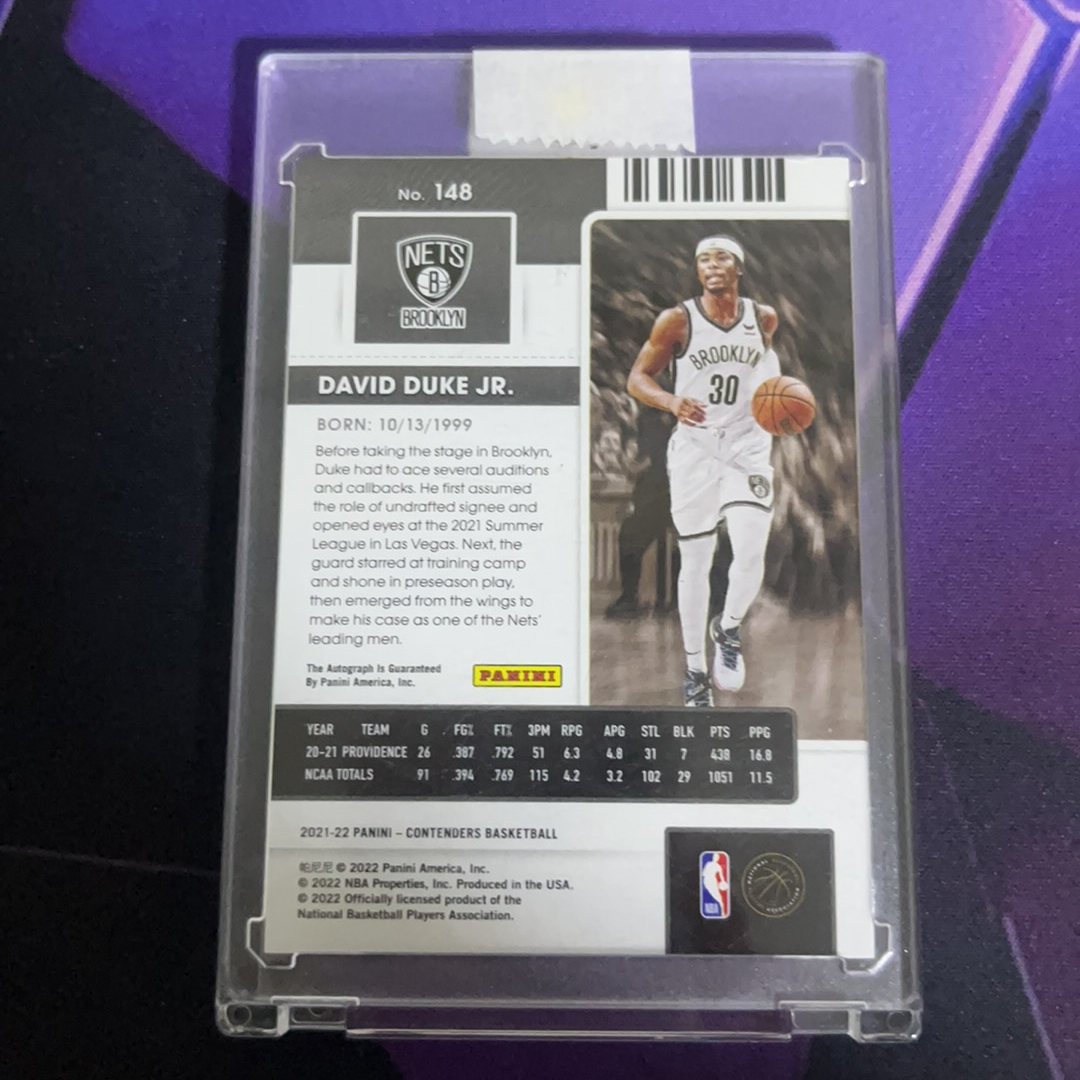 No. 148
NETS
B
BROOKLYN
DAVID DUKE JR.
BORN: 10/13/1999
Before taking the stage in Brooklyn,
Duke had to ace several auditions
and callbacks. He first assumed
the role of undrafted signee and
opened eyes at the 2021 Summer
League in Las Vegas. Next, the
guard starred at training camp
and shone in preseason play,
then emerged from the wings to
make his case as one of the Nets'
leading men.
The Autograph Is Guaranteed
By Panini America, Inc.
PANINI
BROOKLYN
30
YEAR TEAM G FG% FT% 3PM RPG APG STL BLK PTS PPG
20-21 PROVIDENCE 26 .387 .792 51 6.3 4.8 31 7 438 16.8
NCAA TOTALS 91 .394 .769 115 4.2 3.2 102 29 1051 11.5
2021-22 PANINI – CONTENDERS BASKETBALL
帕尼尼 © 2022 Panini America, Inc.
© 2022 NBA Properties, Inc. Produced in the USA.
© 2022 Officially licensed product of the
National Basketball Players Association.
NBA